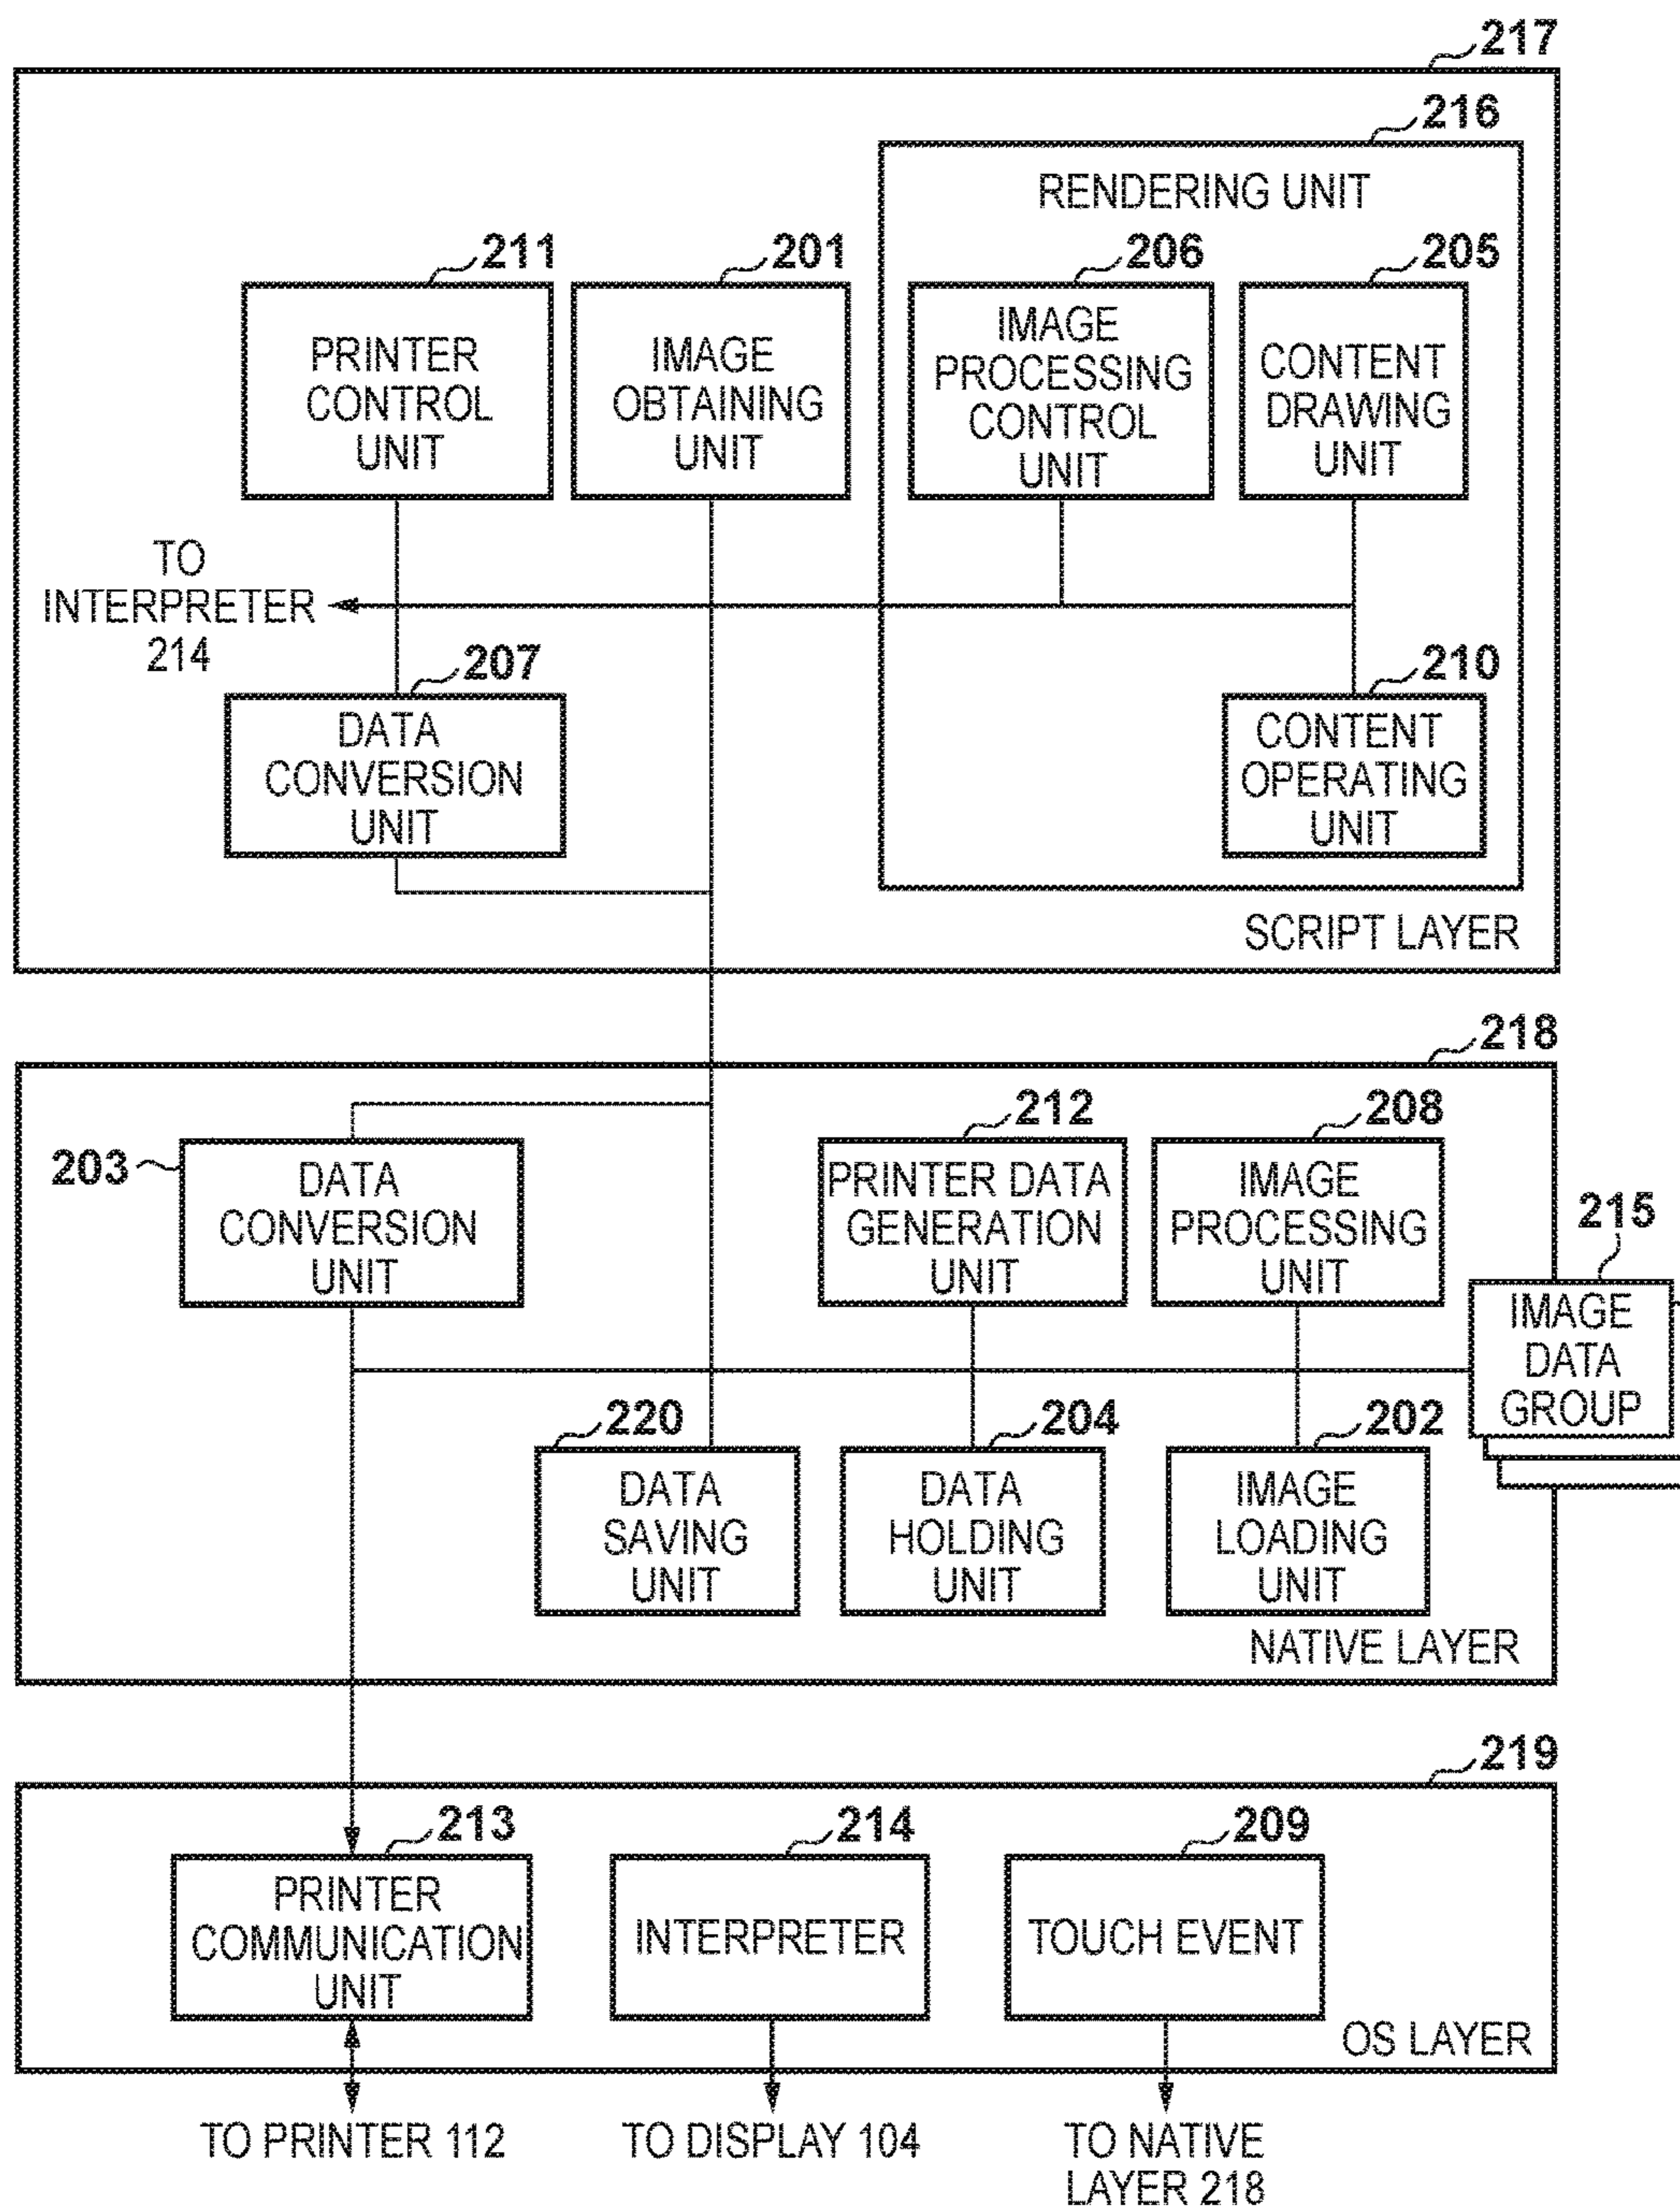 217
216
RENDERING UNIT
211
201
206
205
PRINTER
CONTROL
UNIT
IMAGE
OBTAINING
UNIT
IMAGE
PROCESSING
CONTROL
UNIT
CONTENT
DRAWING
UNIT
TO
INTERPRETER
214
207
210
DATA
CONVERSION
UNIT
CONTENT
OPERATING
UNIT
SCRIPT LAYER
218
212
208
203
DATA
CONVERSION
UNIT
PRINTER DATA
GENERATION
UNIT
IMAGE
PROCESSING
UNIT
215
IMAGE
DATA
GROUP
220
204
202
DATA
SAVING
UNIT
DATA
HOLDING
UNIT
IMAGE
LOADING
UNIT
NATIVE LAYER
219
213
214
209
PRINTER
COMMUNICATION
UNIT
INTERPRETER
TOUCH EVENT
OS LAYER
TO PRINTER 112
TO DISPLAY 104
TO NATIVE
LAYER 218